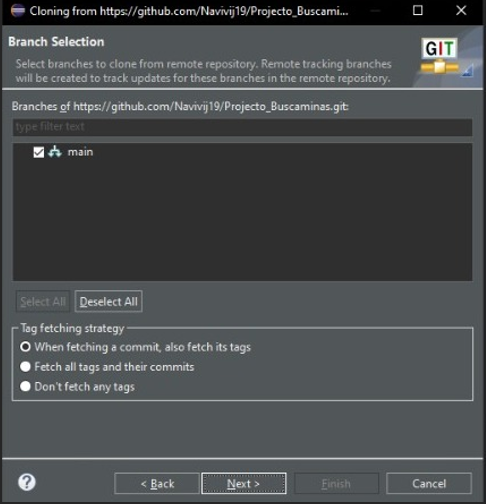 Cloning from https://github.com/Navivij19/Projecto_Buscami...
Branch Selection
Select branches to clone from remote repository. Remote tracking branches
will be created to track updates for these branches in the remote repository.
GIT
Branches of https://github.com/Navivij19/Projecto_Buscaminas.git:
type filter text
main
Select All
Deselect All
Tag fetching strategy
When fetching a commit, also fetch its tags
Fetch all tags and their commits
Don't fetch any tags
?
< Back
Next >
Finish
Cancel